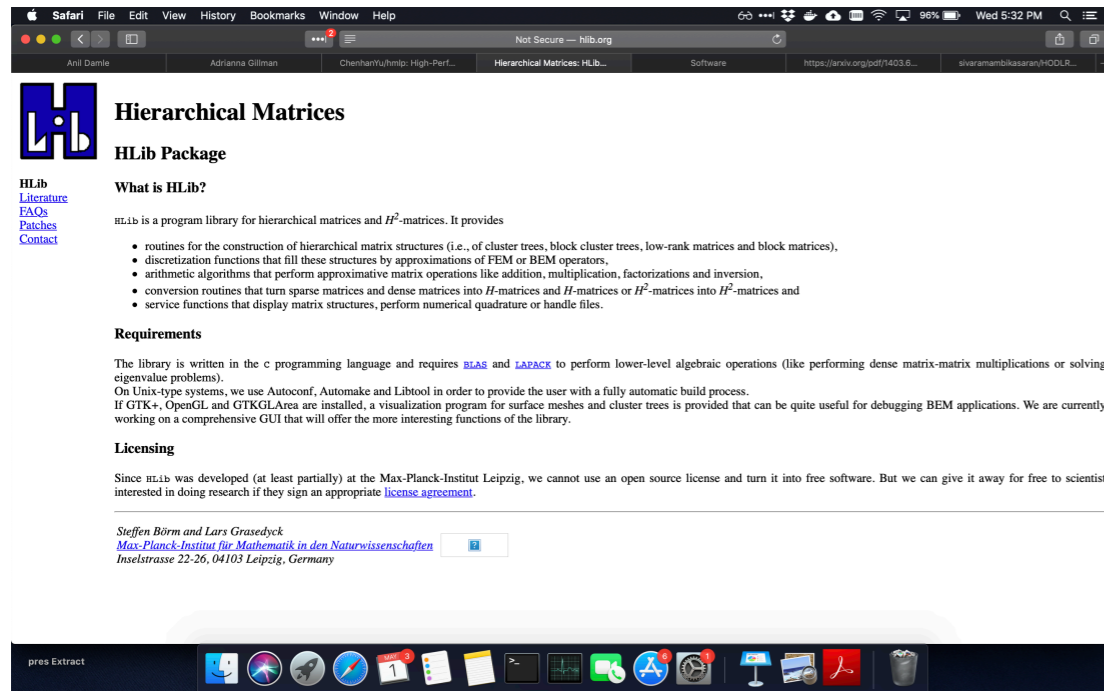 Safari File Edit View History Bookmarks Window Help 96% Wed 5:32 PM
2
Not Secure — hlib.org
Anil Damle Adrianna Gillman ChenhanYu/hmlp: High-Perf... Hierarchical Matrices: HLib... Software https://arxiv.org/pdf/1403.6... sivaramambikasaran/HODLR...
HLib
Hierarchical Matrices
HLib Package
HLib
Literature
FAQs
Patches
Contact
What is HLib?
HLib is a program library for hierarchical matrices and H²-matrices. It provides
• routines for the construction of hierarchical matrix structures (i.e., of cluster trees, block cluster trees, low-rank matrices and block matrices),
• discretization functions that fill these structures by approximations of FEM or BEM operators,
• arithmetic algorithms that perform approximative matrix operations like addition, multiplication, factorizations and inversion,
• conversion routines that turn sparse matrices and dense matrices into H-matrices and H-matrices or H²-matrices into H²-matrices and
• service functions that display matrix structures, perform numerical quadrature or handle files.
Requirements
The library is written in the c programming language and requires BLAS and LAPACK to perform lower-level algebraic operations (like performing dense matrix-matrix multiplications or solving
eigenvalue problems).
On Unix-type systems, we use Autoconf, Automake and Libtool in order to provide the user with a fully automatic build process.
If GTK+, OpenGL and GTKGLArea are installed, a visualization program for surface meshes and cluster trees is provided that can be quite useful for debugging BEM applications. We are currently
working on a comprehensive GUI that will offer the more interesting functions of the library.
Licensing
Since HLib was developed (at least partially) at the Max-Planck-Institut Leipzig, we cannot use an open source license and turn it into free software. But we can give it away for free to scientist
interested in doing research if they sign an appropriate license agreement.
Steffen Börm and Lars Grasedyck
Max-Planck-Institut für Mathematik in den Naturwissenschaften
Inselstrasse 22-26, 04103 Leipzig, Germany
pres Extract
MAY 1 3 6 1